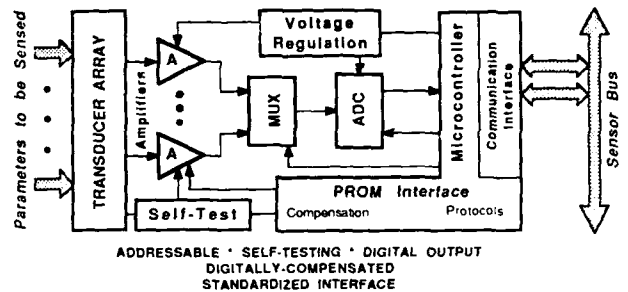 Parameters to be Sensed
TRANSDUCER ARRAY
A
Amplifiers
A
Self-Test
Voltage
Regulation
MUX
ADC
Microcontroller
Communication
Interface
PROM Interface
Compensation
Protocols
Sensor Bus
ADDRESSABLE * SELF-TESTING * DIGITAL OUTPUT
DIGITALLY-COMPENSATED
STANDARDIZED INTERFACE